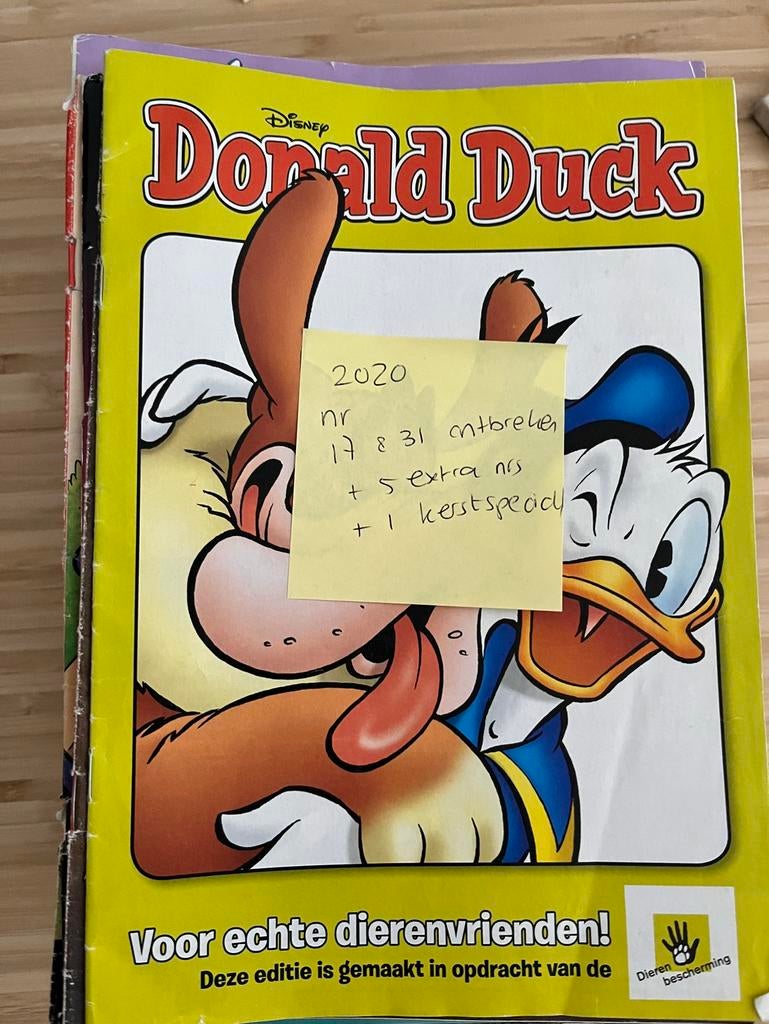 Disney
Donald Duck
2020
nr
17 & 31 ontbreken
+ 5 extra nrs
+ 1 kerstspecial
Voor echte dierenvrienden!
Deze editie is gemaakt in opdracht van de
Dieren
bescherming